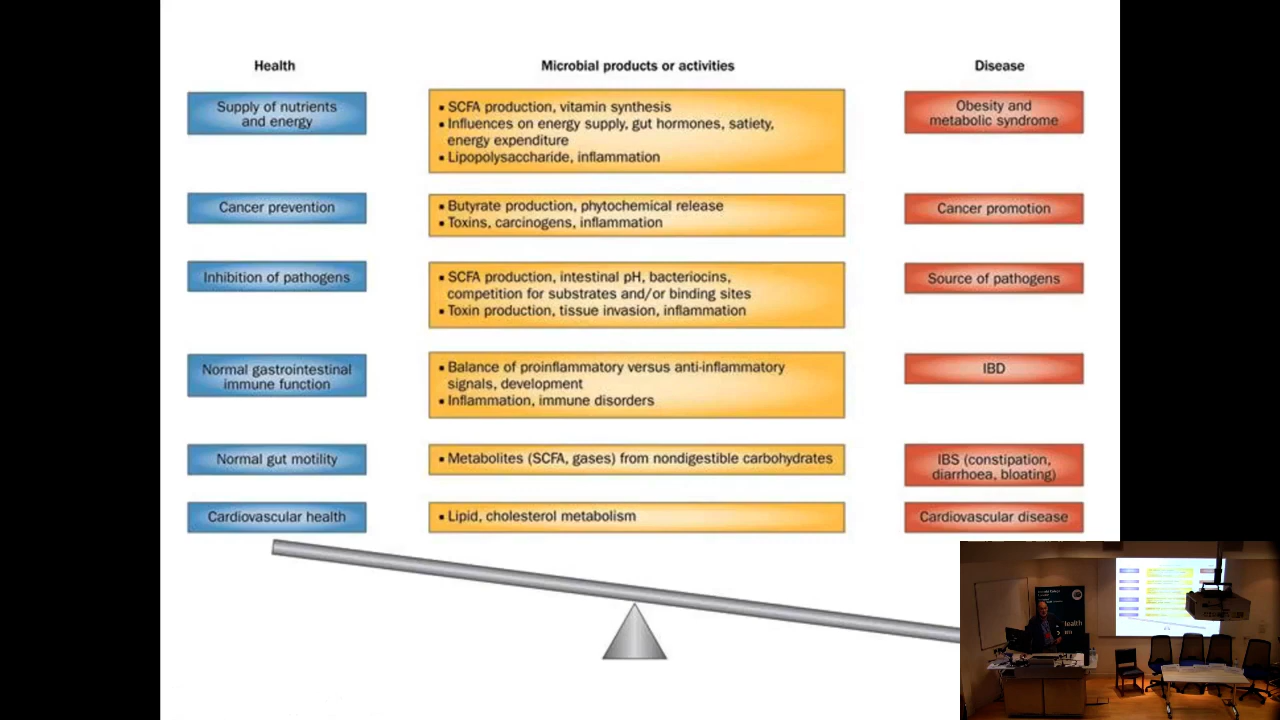 Health
Microbial products or activities
Disease
Supply of nutrients
and energy
▪ SCFA production, vitamin synthesis
▪ Influences on energy supply, gut hormones, satiety,
energy expenditure
▪ Lipopolysaccharide, inflammation
Obesity and
metabolic syndrome
Cancer prevention
▪ Butyrate production, phytochemical release
▪ Toxins, carcinogens, inflammation
Cancer promotion
Inhibition of pathogens
▪ SCFA production, intestinal pH, bacteriocins,
competition for substrates and/or binding sites
▪ Toxin production, tissue invasion, inflammation
Source of pathogens
Normal gastrointestinal
immune function
▪ Balance of proinflammatory versus anti-inflammatory
signals, development
▪ Inflammation, immune disorders
IBD
Normal gut motility
▪ Metabolites (SCFA, gases) from nondigestible carbohydrates
IBS (constipation,
diarrhoea, bloating)
Cardiovascular health
▪ Lipid, cholesterol metabolism
Cardiovascular disease